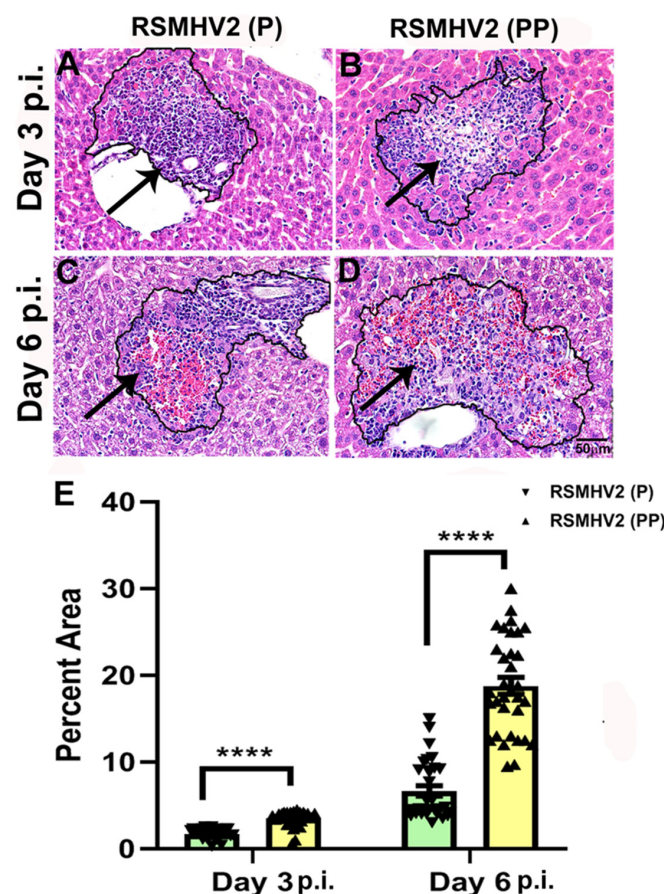 RSMHV2 (P) RSMHV2 (PP)
Day 3 p.i.
A B
Day 6 p.i.
C D
50µm
E
RSMHV2 (P)
RSMHV2 (PP)
Percent Area
40
30
20
10
0
**** ****
Day 3 p.i. Day 6 p.i.